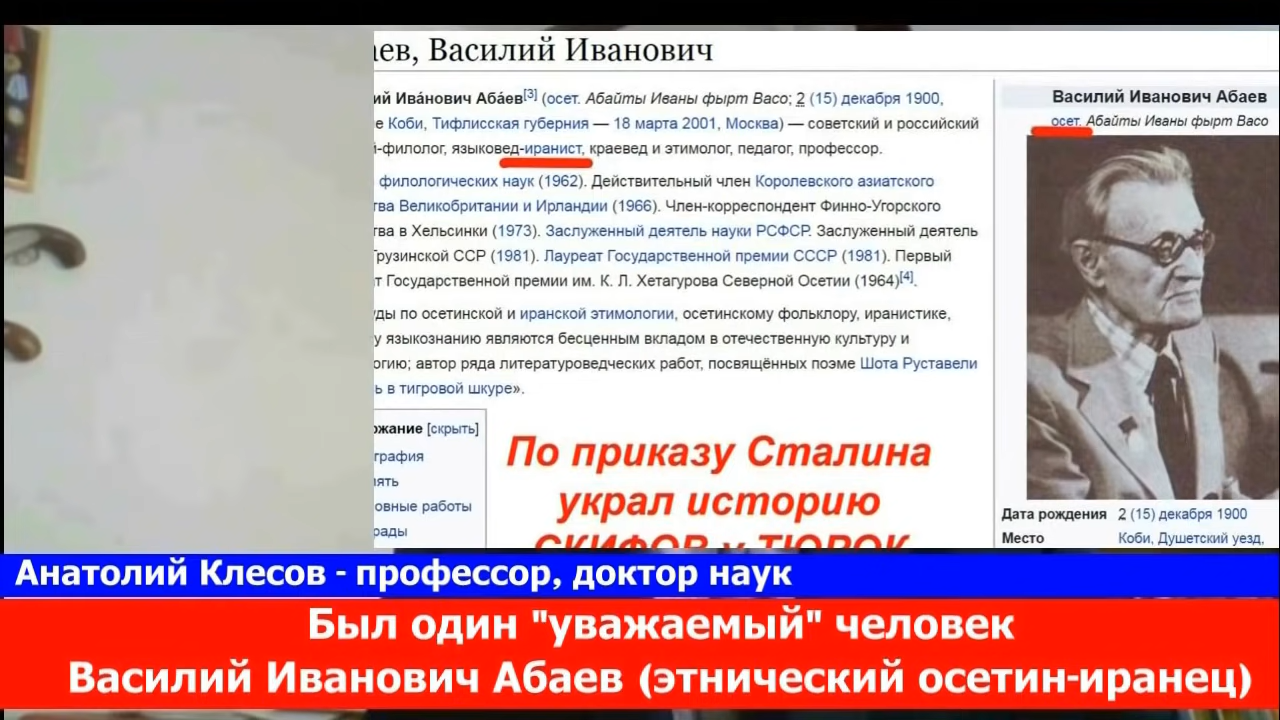 аев, Василий Иванович
ий Ива́нович Аба́ев[3] (осет. Абайты Иваны фырт Васо; 2 (15) декабря 1900,
е Коби, Тифлисская губерния — 18 марта 2001, Москва) — советский и российский
й-филолог, языковед-иранист, краевед и этимолог, педагог, профессор.
филологических наук (1962). Действительный член Королевского азиатского
тва Великобритании и Ирландии (1966). Член-корреспондент Финно-Угорского
тва в Хельсинки (1973). Заслуженный деятель науки РСФСР. Заслуженный деятель
Грузинской ССР (1981). Лауреат Государственной премии СССР (1981). Первый
т Государственной премии им. К. Л. Хетагурова Северной Осетии (1964)[4].
уды по осетинской и иранской этимологии, осетинскому фольклору, иранистике,
у языкознанию являются бесценным вкладом в отечественную культуру и
огию; автор ряда литературоведческих работ, посвящённых поэме Шота Руставели
ь в тигровой шкуре».
ржание [скрыть]
графия
ять
овные работы
рады
Василий Иванович Абаев
осет. Абайты Иваны фырт Васо
Дата рождения 2 (15) декабря 1900
Место Коби, Душетский уезд,
По приказу Сталина
украл историю
СКИФОВ у ТЮРОК
Анатолий Клесов - профессор, доктор наук
Был один "уважаемый" человек
Василий Иванович Абаев (этнический осетин-иранец)